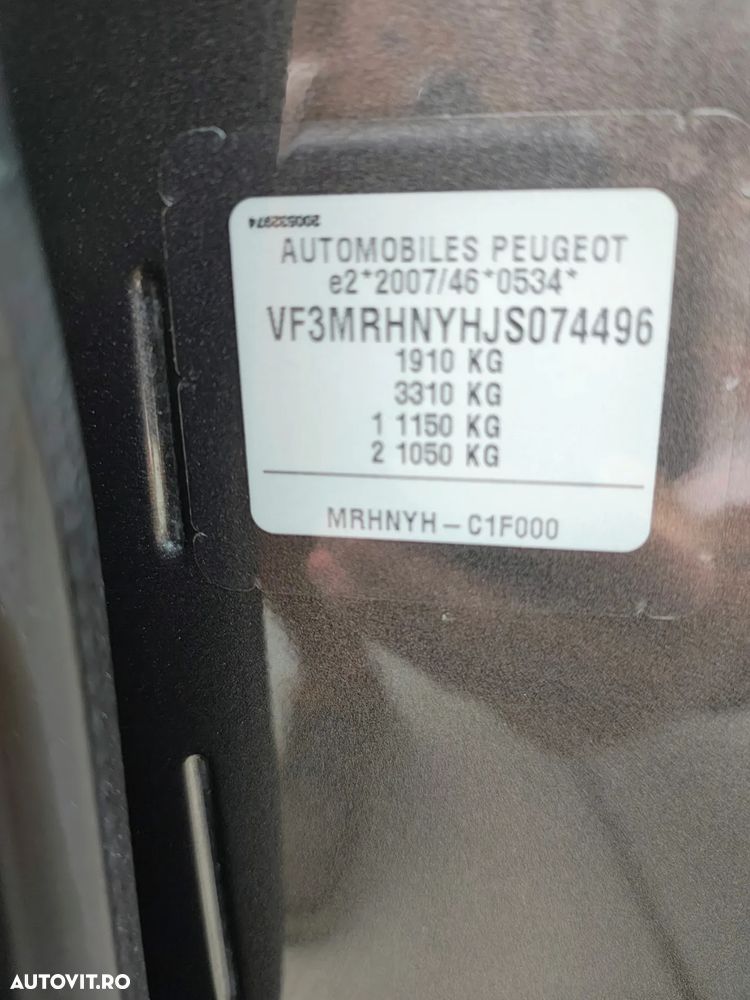 200532974
AUTOMOBILES PEUGEOT
e2*2007/46*0534*
VF3MRHNYHJS074496
1910 KG
3310 KG
1 1150 KG
2 1050 KG
MRHNYH – C1F000
AUTOVIT.RO